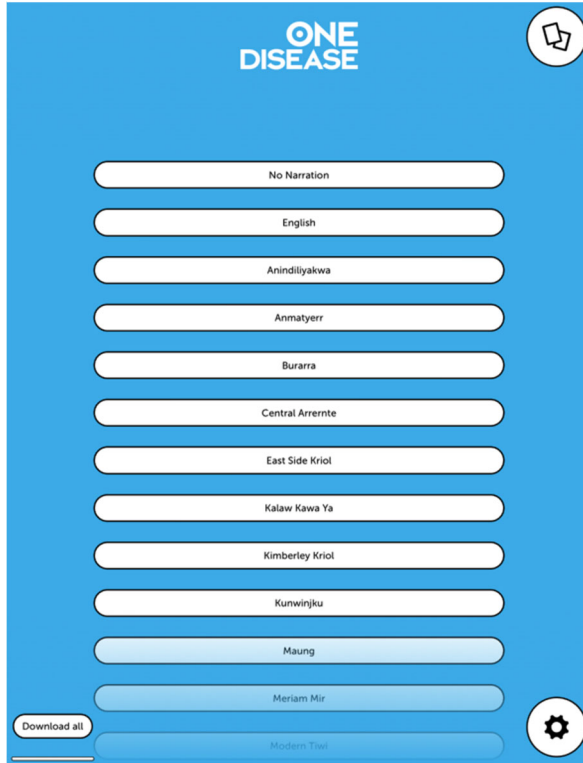 ONE
DISEASE
No Narration
English
Anindiliyakwa
Anmatyerr
Burarra
Central Arrernte
East Side Kriol
Kalaw Kawa Ya
Kimberley Kriol
Kunwinjku
Maung
Meriam Mir
Download all
Modern Tiwi